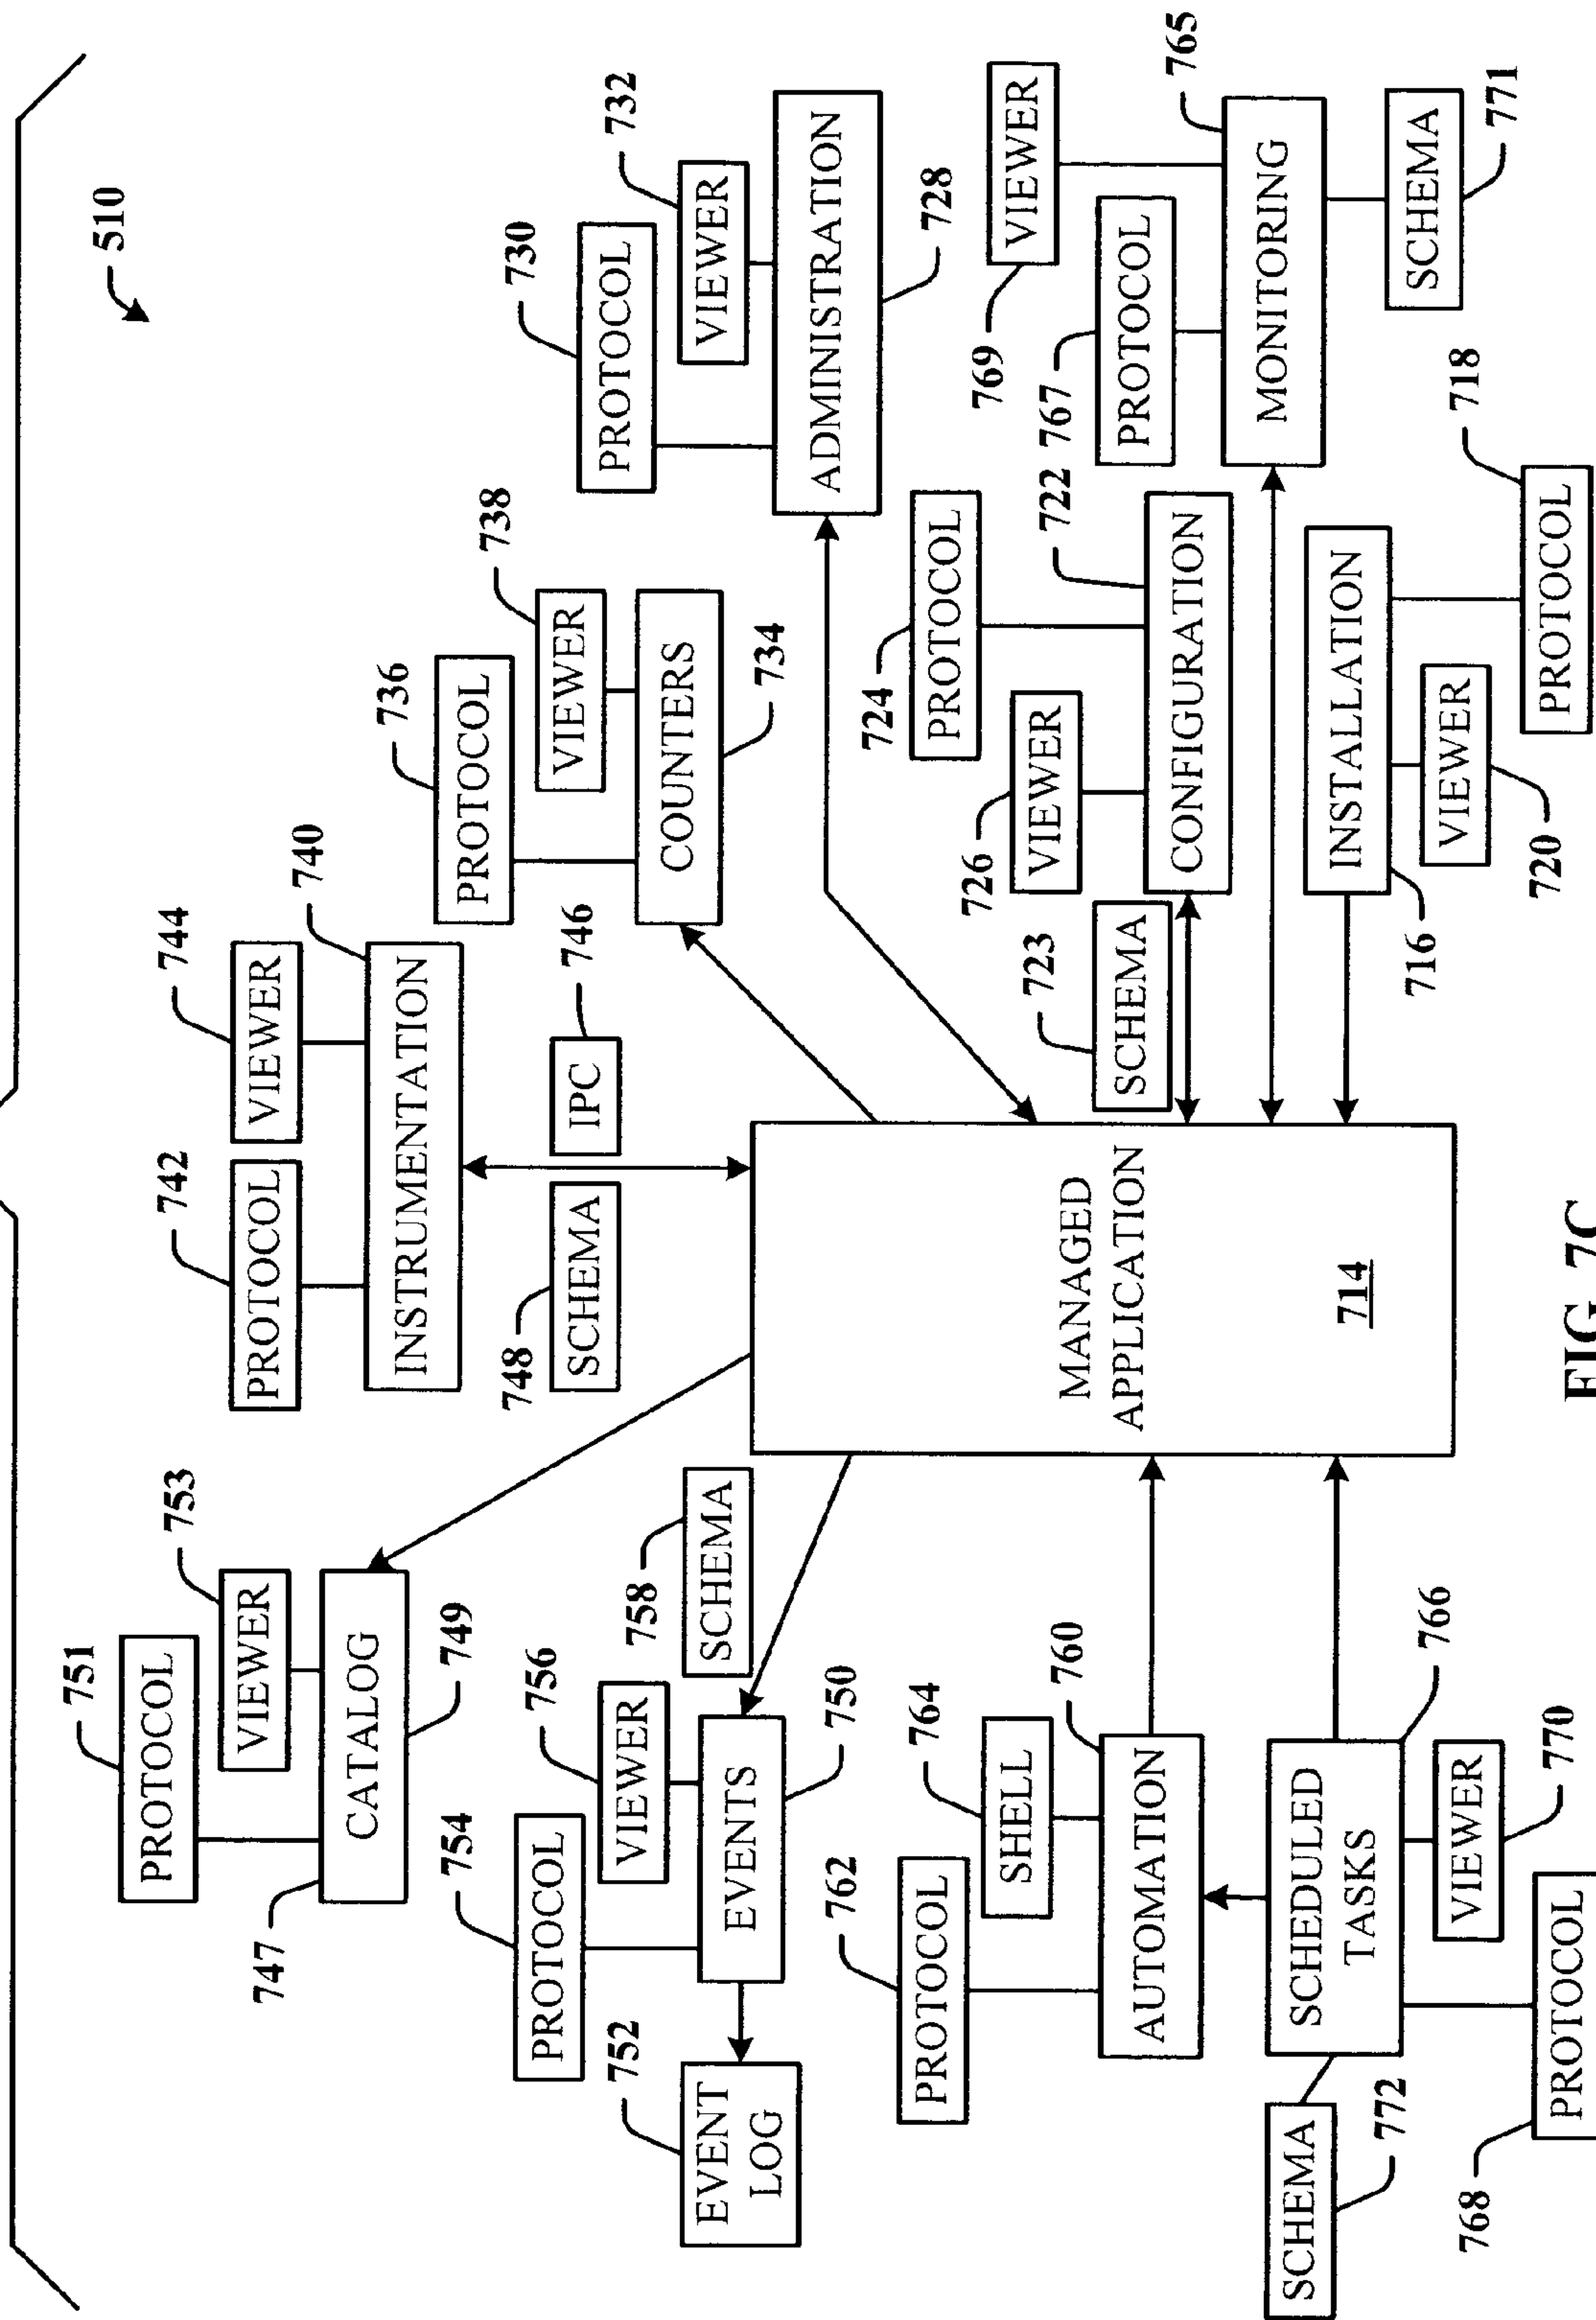 510
751
753
PROTOCOL
742
744
PROTOCOL
VIEWER
VIEWER
747
CATALOG
749
740
PROTOCOL
VIEWER
INSTRUMENTATION
736
738
754
756
748
746
730
732
PROTOCOL
PROTOCOL
VIEWER
SCHEMA
IPC
VIEWER
PROTOCOL
VIEWER
752
758
COUNTERS
734
EVENT
LOG
EVENTS
750
SCHEMA
ADMINISTRATION
728
762
764
724
PROTOCOL
SHELL
PROTOCOL
726
723
VIEWER
722
767
769
VIEWER
760
MANAGED
APPLICATION
714
SCHEMA
PROTOCOL
AUTOMATION
CONFIGURATION
765
SCHEMA
SCHEDULED
TASKS
766
MONITORING
772
INSTALLATION
716
SCHEMA
771
768
VIEWER
770
VIEWER
720
718
PROTOCOL
PROTOCOL
FIG. 7C